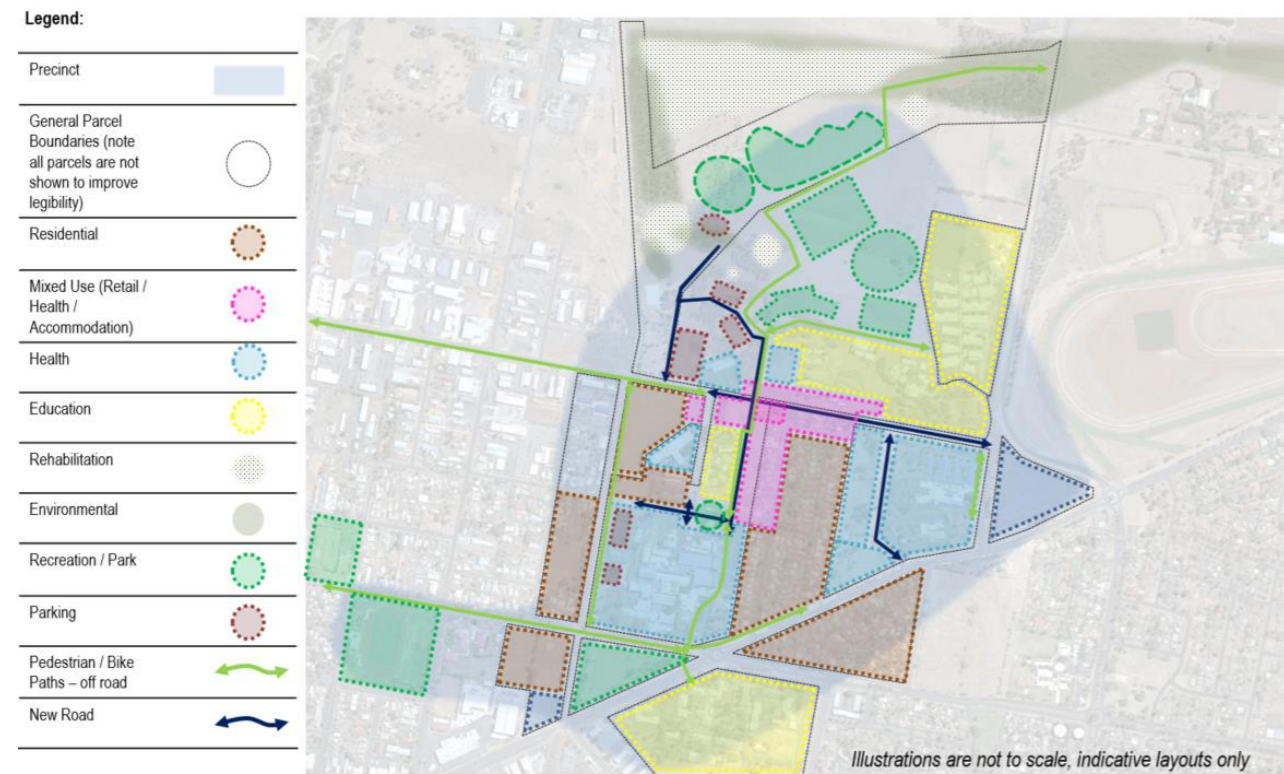 Legend:
Precinct
General Parcel
Boundaries (note
all parcels are not
shown to improve
legibility)
Residential
Mixed Use (Retail /
Health /
Accommodation)
Health
Education
Rehabilitation
Environmental
Recreation / Park
Parking
Pedestrian / Bike
Paths – off road
New Road
Illustrations are not to scale, indicative layouts only